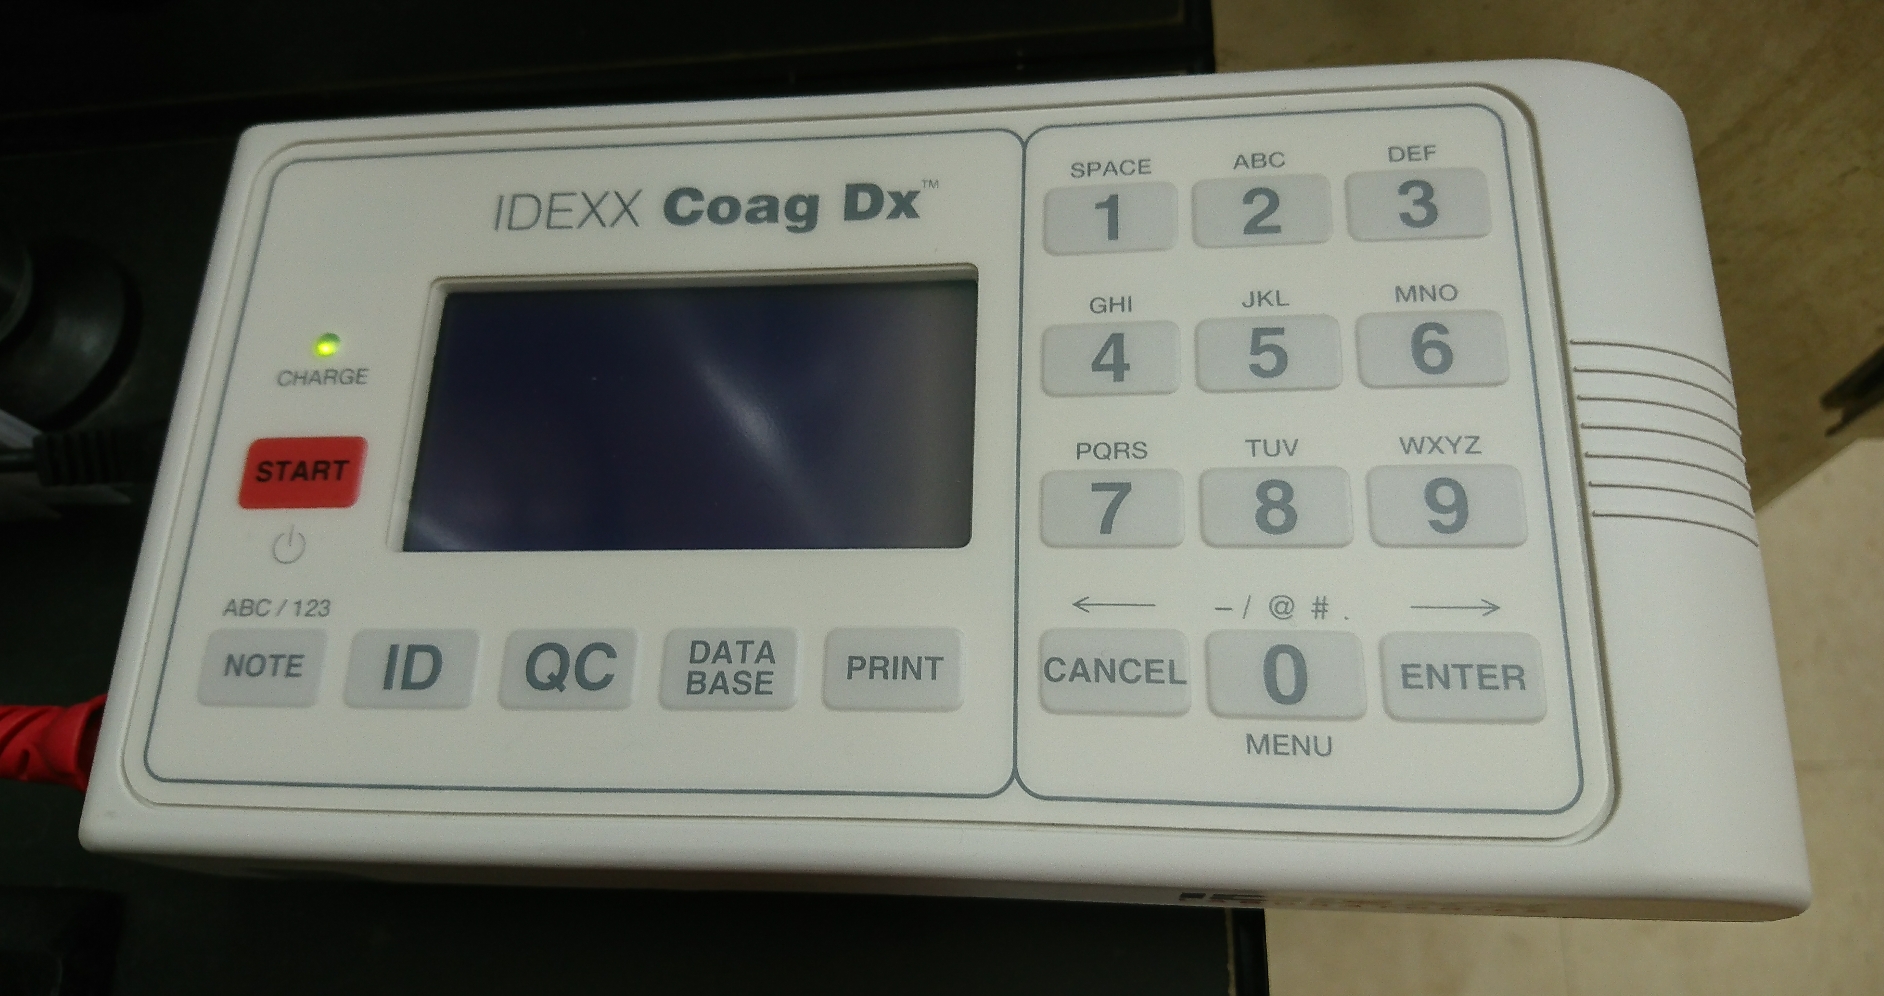 IDEXX Coag Dx™
CHARGE
START
ABC / 123
NOTE
ID
QC
DATA
BASE
PRINT
SPACE
1
ABC
2
DEF
3
GHI
4
JKL
5
MNO
6
PQRS
7
TUV
8
WXYZ
9
←
CANCEL
– / @ # .
0
MENU
→
ENTER